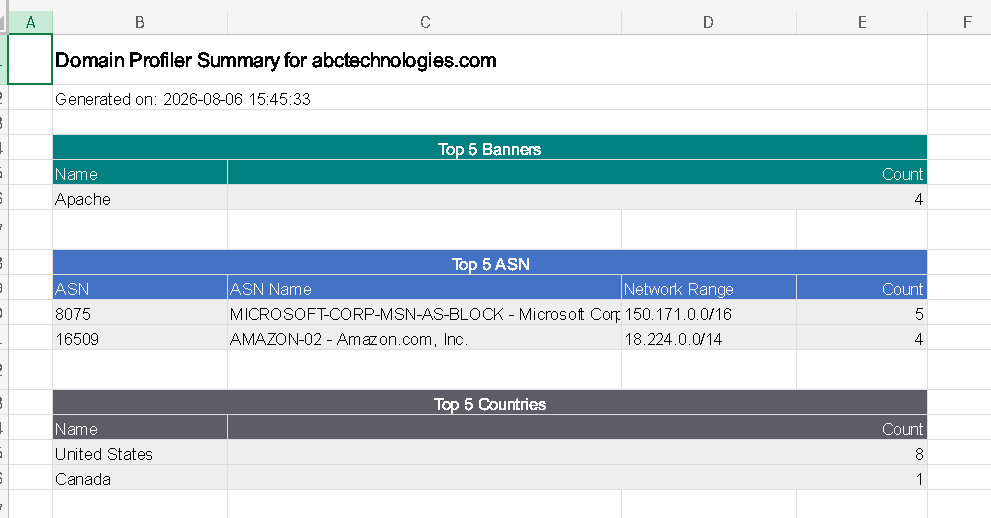 A B C D E F
Domain Profiler Summary for abctechnologies.com
Generated on: 2026-08-06 15:45:33
Top 5 Banners
Name Count
Apache 4
Top 5 ASN
ASN ASN Name Network Range Count
8075 MICROSOFT-CORP-MSN-AS-BLOCK - Microsoft Corp 150.171.0.0/16 5
16509 AMAZON-02 - Amazon.com, Inc. 18.224.0.0/14 4
Top 5 Countries
Name Count
United States 8
Canada 1